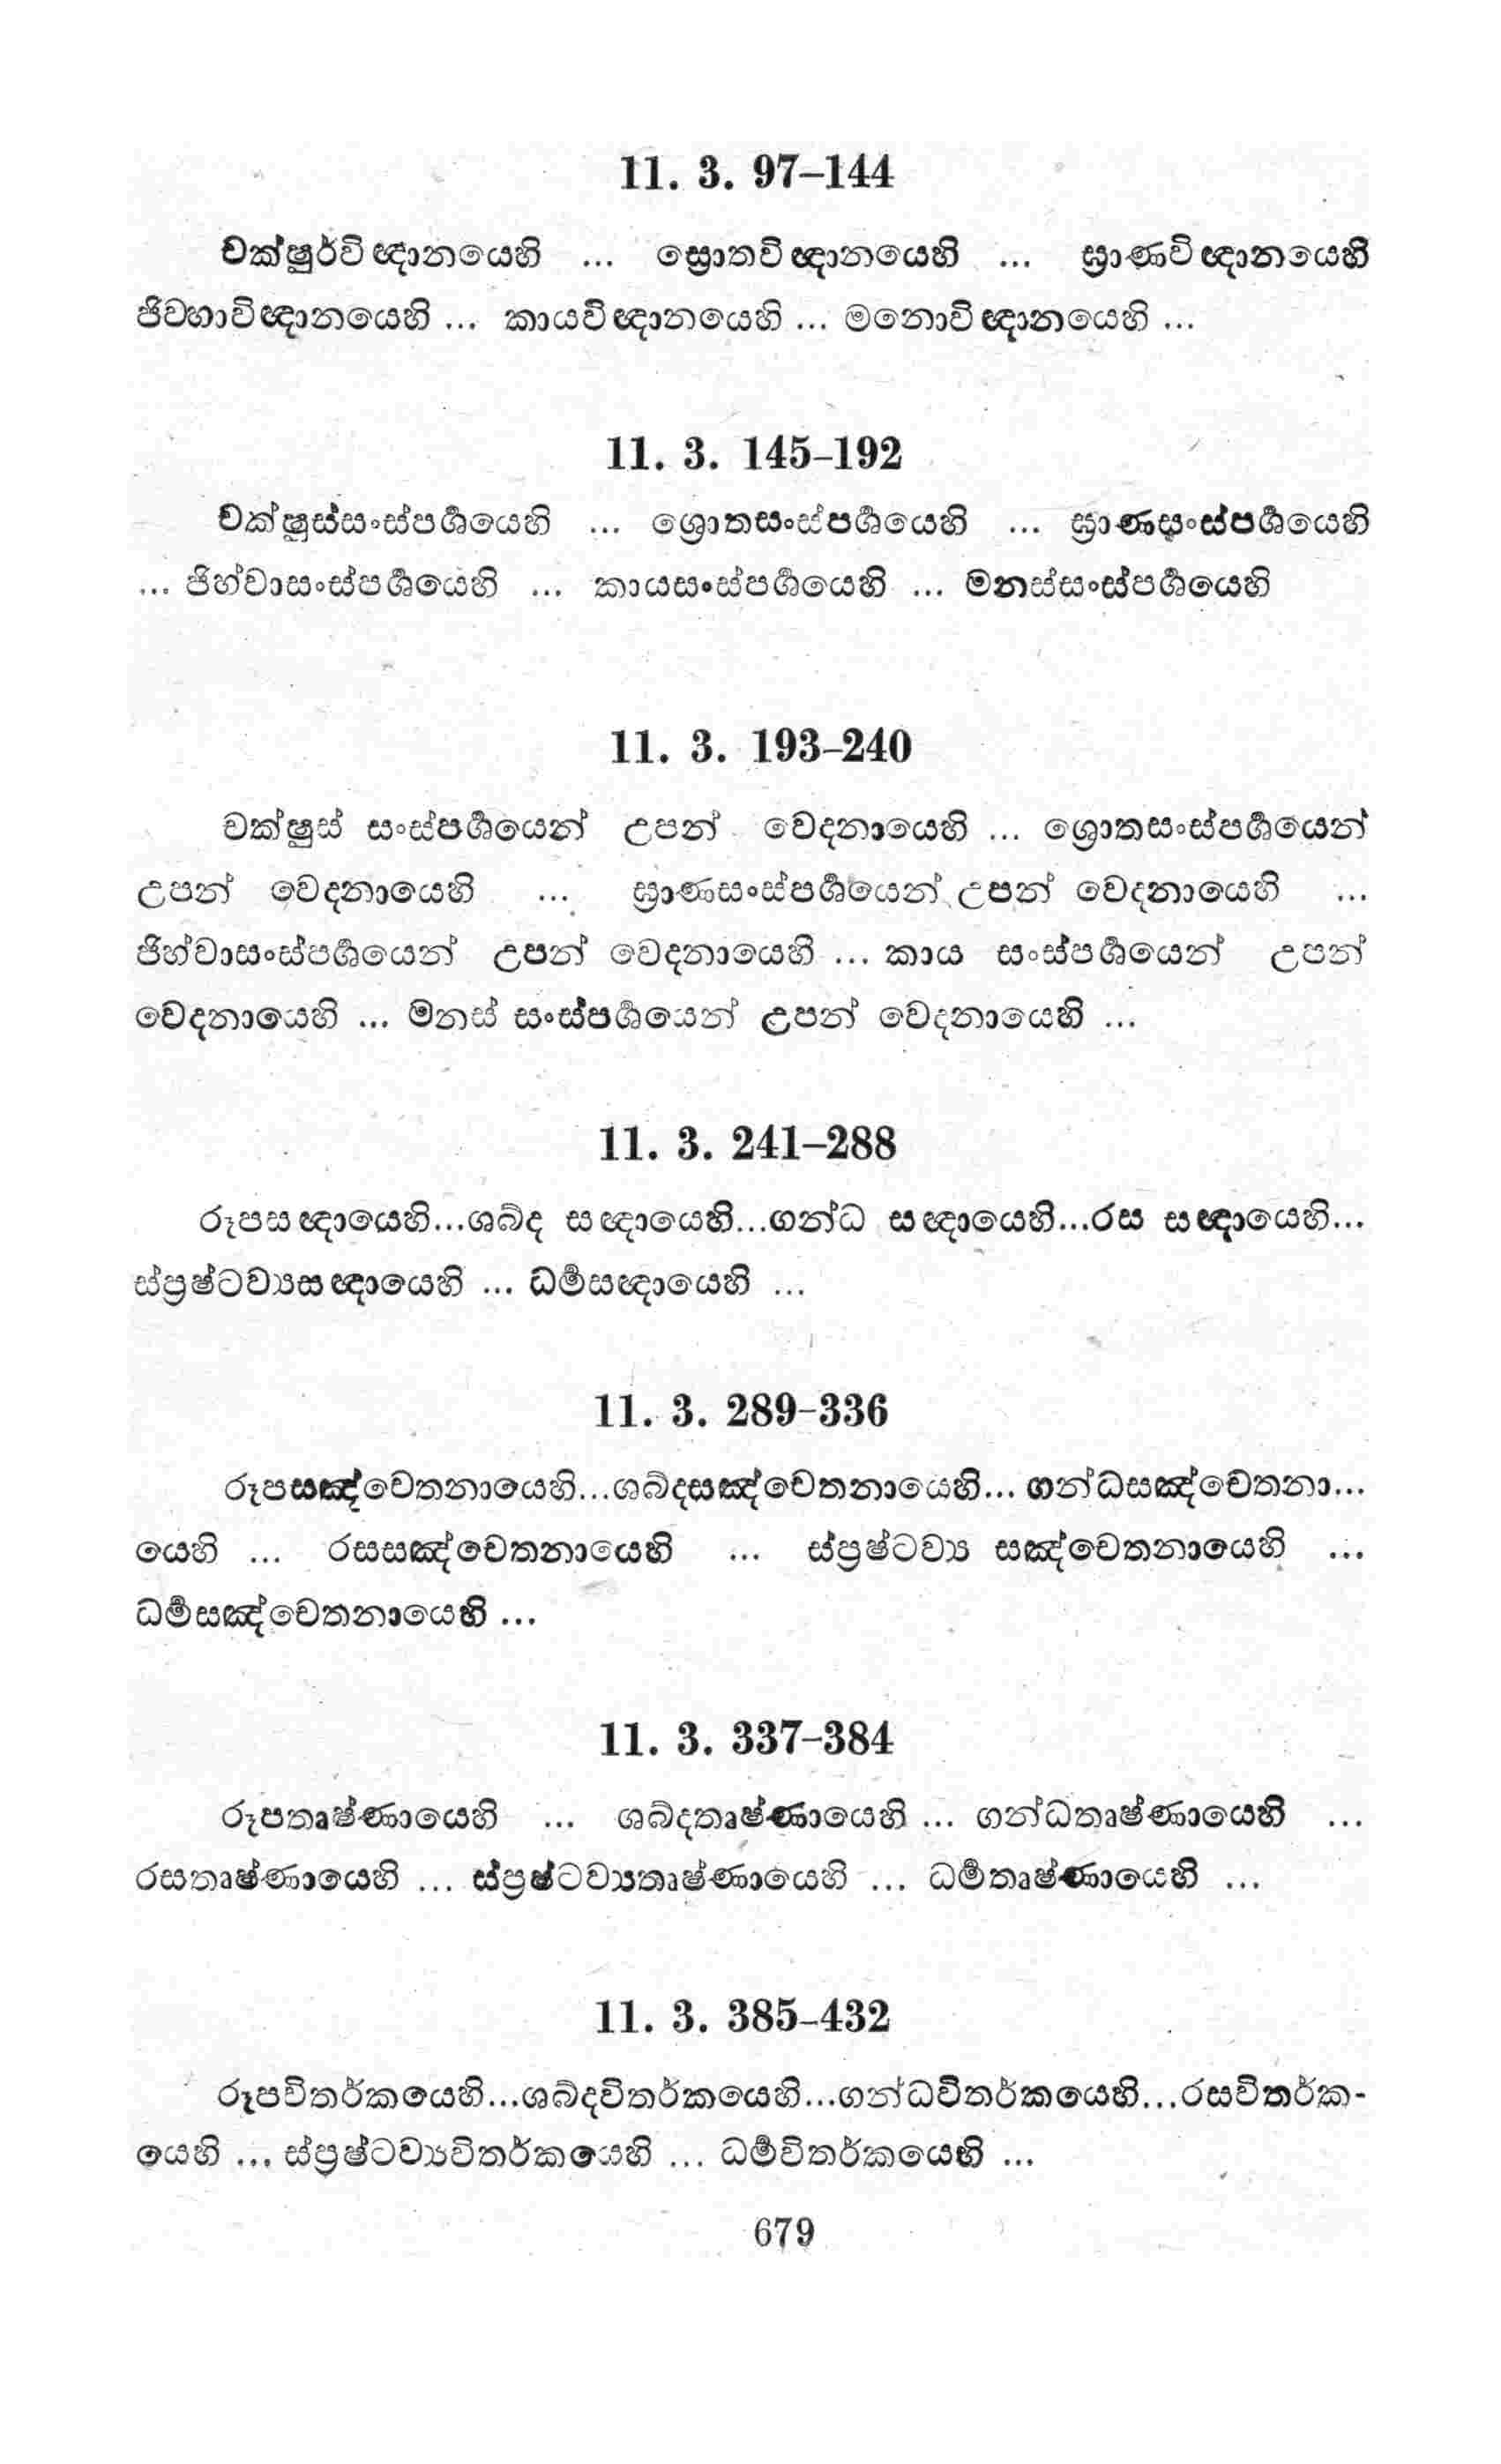 11. 3. 97–144
චක්ෂුර්විඥානයෙහි ... ස්‍රොතවිඥානයෙහි ... ඝ්‍රාණවිඥානයෙහි
ජිවහාවිඥානයෙහි ... කායවිඥානයෙහි ... මනොවිඥානයෙහි ...
11. 3. 145–192
චක්ෂුස්සංස්පර්‍ශයෙහි ... ශ්‍රොතසංස්පර්‍ශයෙහි ... ඝ්‍රාණසංස්පර්‍ශයෙහි
... ජිහ්වාසංස්පර්‍ශයෙහි ... කායසංස්පර්‍ශයෙහි ... මනස්සංස්පර්‍ශයෙහි
11. 3. 193–240
චක්ෂුස් සංස්පර්‍ශයෙන් උපන් වෙදනායෙහි ... ශ්‍රොතසංස්පර්‍ශයෙන්
උපන් වෙදනායෙහි ... ඝ්‍රාණසංස්පර්‍ශයෙන් උපන් වෙදනායෙහි ...
ජිහ්වාසංස්පර්‍ශයෙන් උපන් වෙදනායෙහි ... කාය සංස්පර්‍ශයෙන් උපන්
වෙදනායෙහි ... මනස් සංස්පර්‍ශයෙන් උපන් වෙදනායෙහි ...
11. 3. 241–288
රූපසඥායෙහි...ශබ්ද සඥායෙහි...ගන්ධ සඥායෙහි...රස සඥායෙහි...
ස්ප්‍රෂ්ටව්‍යසඥායෙහි ... ධර්‍මසඥායෙහි ...
11. 3. 289–336
රූපසඤ්චෙතනායෙහි...ශබ්දසඤ්චෙතනායෙහි... ගන්ධසඤ්චෙතනා...
යෙහි ... රසසඤ්චෙතනායෙහි ... ස්ප්‍රෂ්ටව්‍ය සඤ්චෙතනායෙහි ...
ධර්‍මසඤ්චෙතනායෙහි ...
11. 3. 337–384
රූපතෘෂ්ණායෙහි ... ශබ්දතෘෂ්ණායෙහි ... ගන්ධතෘෂ්ණායෙහි ...
රසතෘෂ්ණායෙහි ... ස්ප්‍රෂ්ටව්‍යතෘෂ්ණායෙහි ... ධර්‍මතෘෂ්ණායෙහි ...
11. 3. 385–432
රූපවිතර්කයෙහි...ශබ්දවිතර්කයෙහි...ගන්ධවිතර්කයෙහි...රසවිතර්ක-
යෙහි ... ස්ප්‍රෂ්ටව්‍යවිතර්කයෙහි ... ධර්‍මවිතර්කයෙහි ...
679